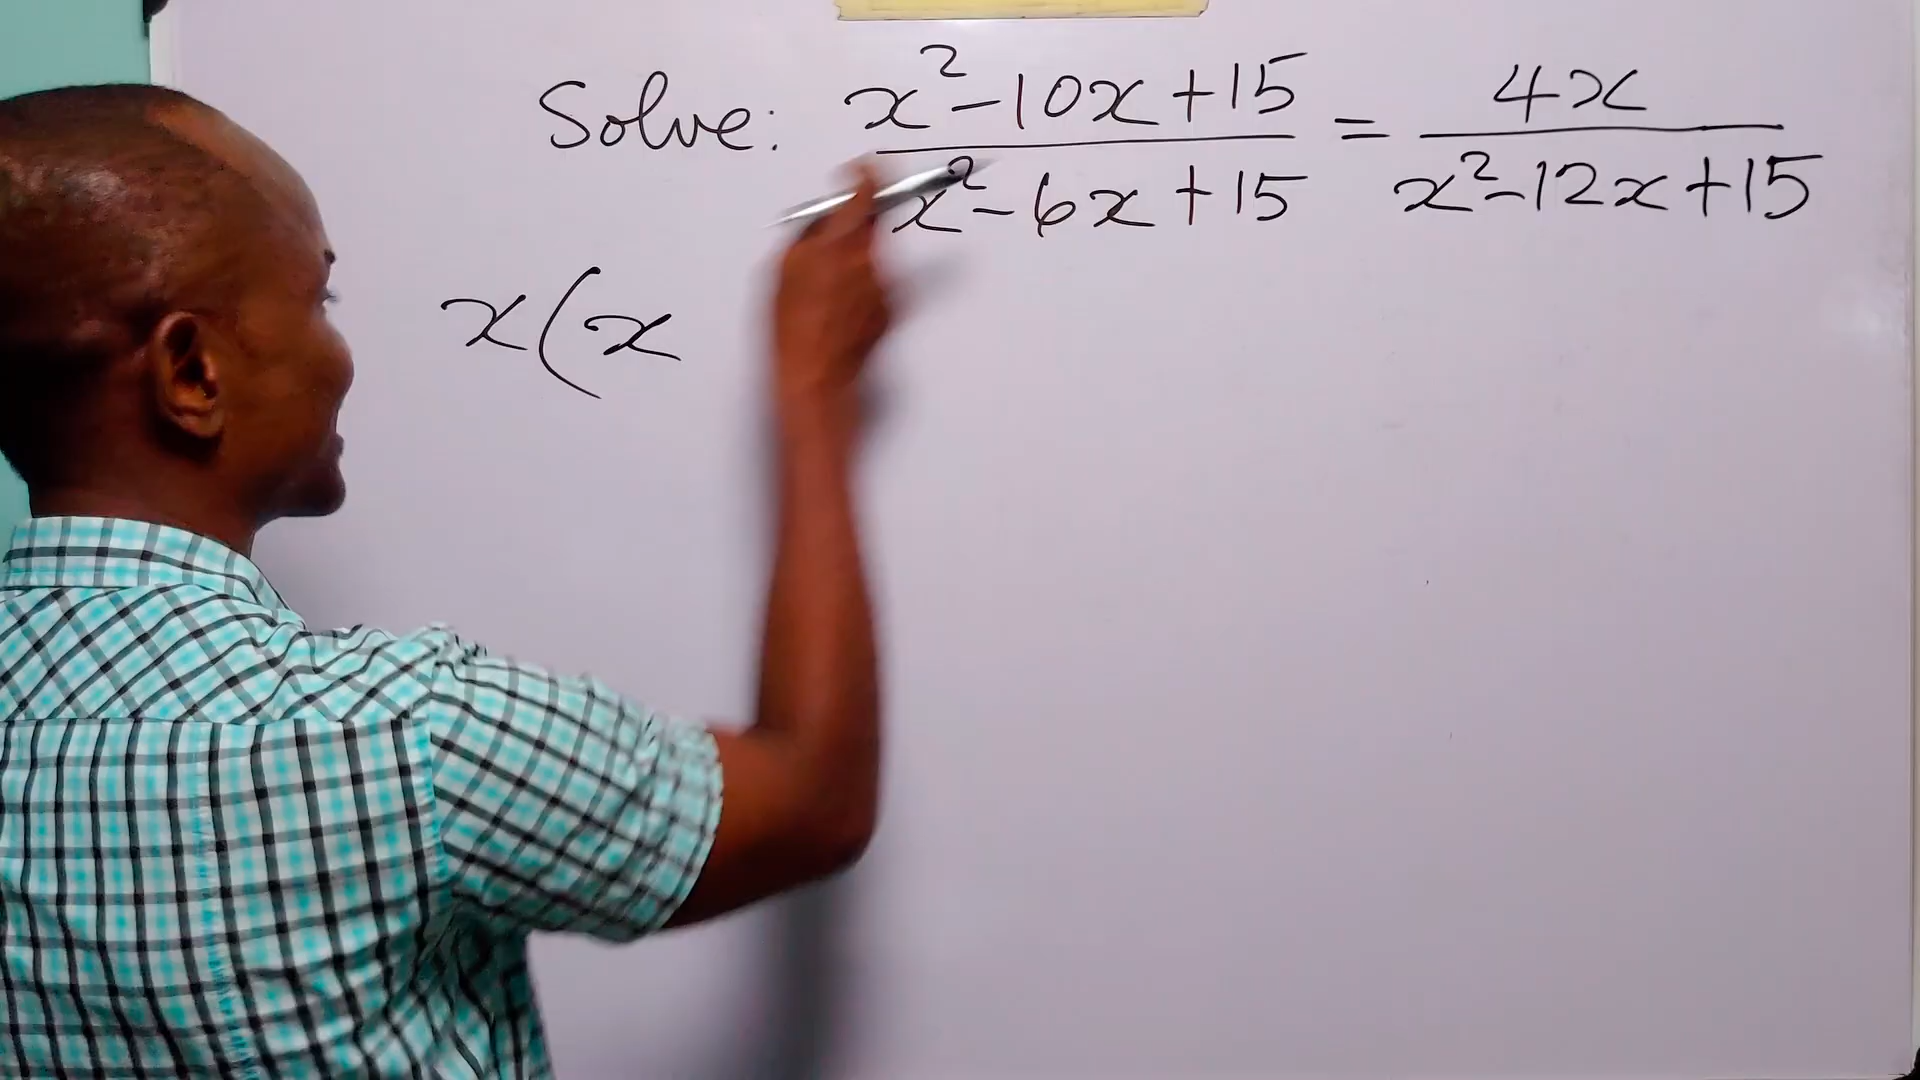 Solve: x² - 10x + 15 / x² - 6x + 15 = 4x / x² - 12x + 15
x(x